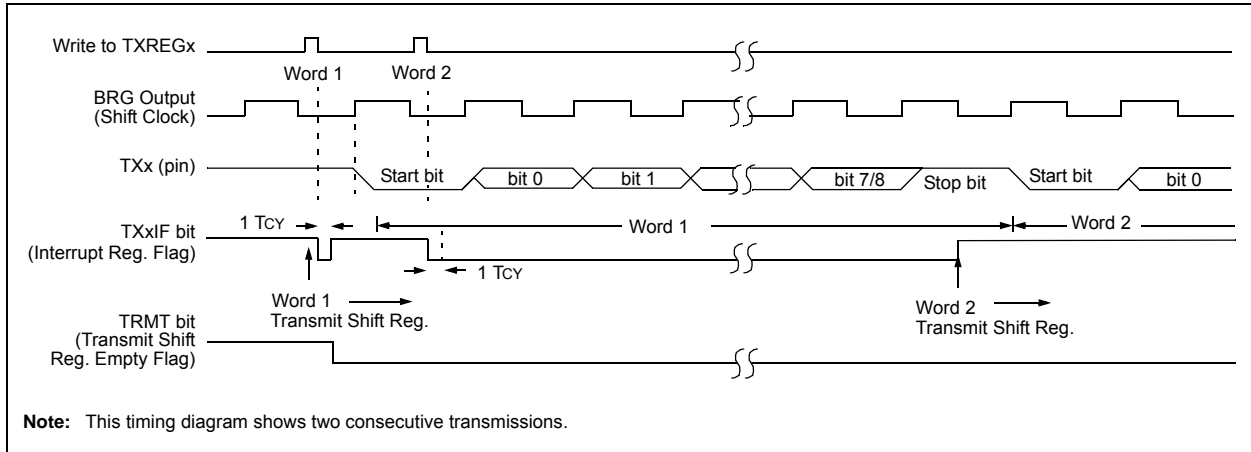 Write to TXREGx
Word 1
Word 2
BRG Output
(Shift Clock)
TXx (pin)
Start bit
bit 0
bit 1
bit 7/8
Stop bit
Start bit
bit 0
1 TCY
Word 1
Word 2
TXxIF bit
(Interrupt Reg. Flag)
1 TCY
Word 1
Transmit Shift Reg.
Word 2
Transmit Shift Reg.
TRMT bit
(Transmit Shift
Reg. Empty Flag)
Note: This timing diagram shows two consecutive transmissions.